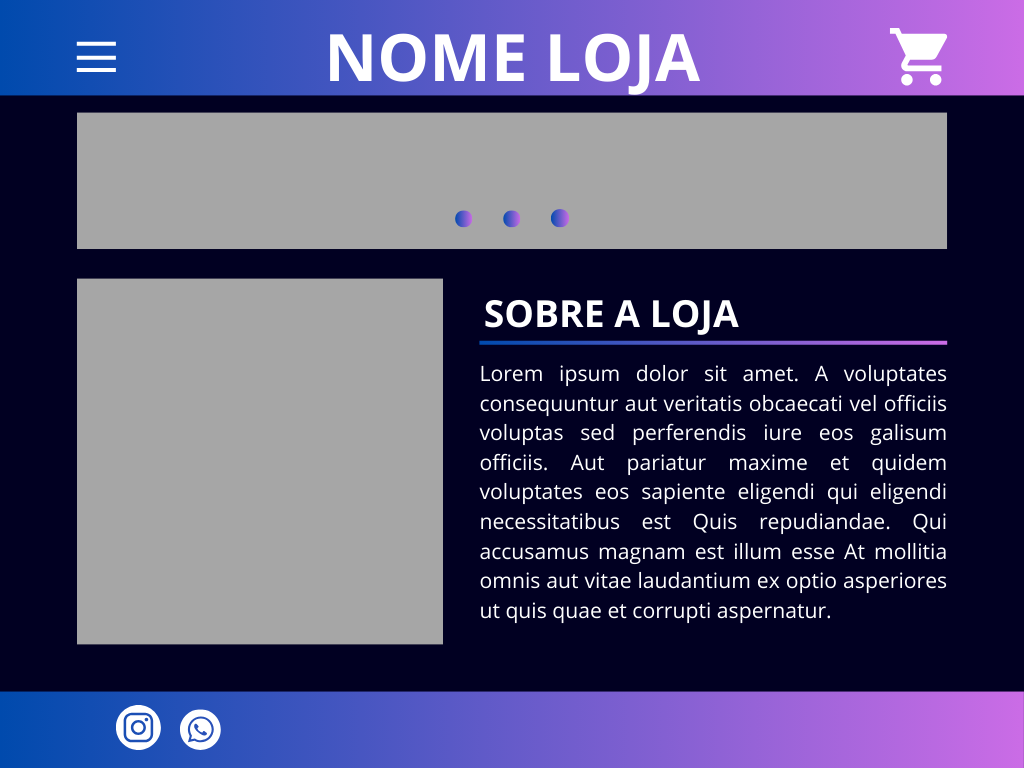 NOME LOJA
SOBRE A LOJA
Lorem ipsum dolor sit amet. A voluptates
consequuntur aut veritatis obcaecati vel officiis
voluptas sed perferendis iure eos galisum
officiis. Aut pariatur maxime et quidem
voluptates eos sapiente eligendi qui eligendi
necessitatibus est Quis repudiandae. Qui
accusamus magnam est illum esse At mollitia
omnis aut vitae laudantium ex optio asperiores
ut quis quae et corrupti aspernatur.